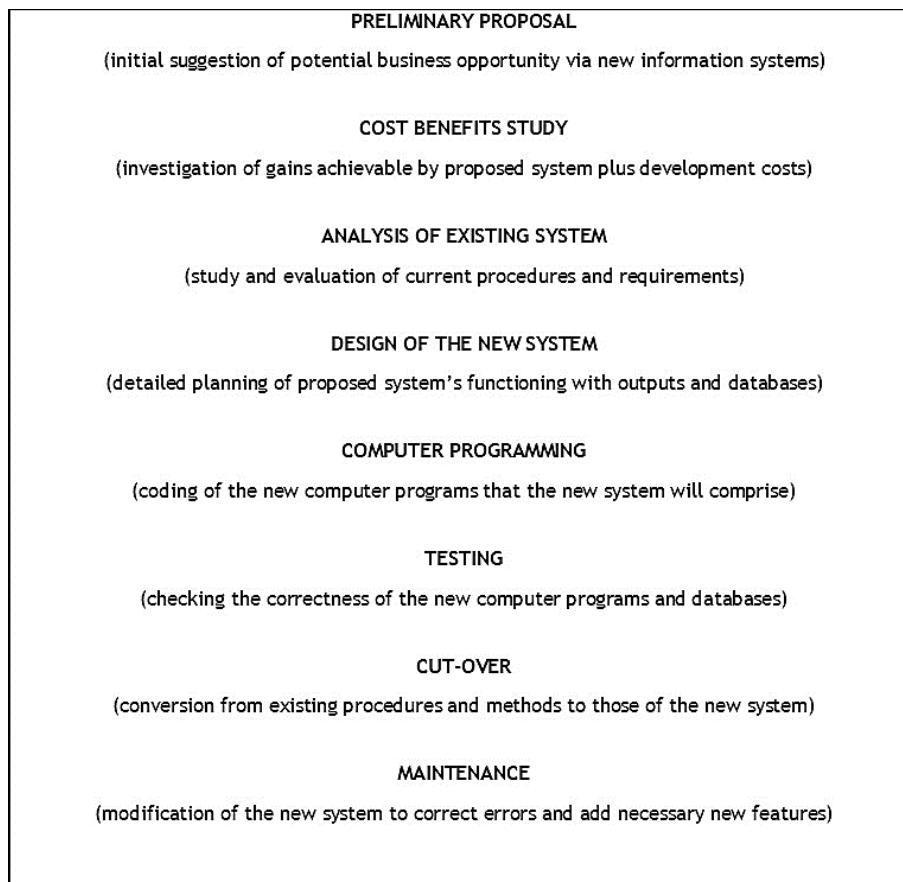 PRELIMINARY PROPOSAL
(initial suggestion of potential business opportunity via new information systems)
COST BENEFITS STUDY
(investigation of gains achievable by proposed system plus development costs)
ANALYSIS OF EXISTING SYSTEM
(study and evaluation of current procedures and requirements)
DESIGN OF THE NEW SYSTEM
(detailed planning of proposed system’s functioning with outputs and databases)
COMPUTER PROGRAMMING
(coding of the new computer programs that the new system will comprise)
TESTING
(checking the correctness of the new computer programs and databases)
CUT-OVER
(conversion from existing procedures and methods to those of the new system)
MAINTENANCE
(modification of the new system to correct errors and add necessary new features)